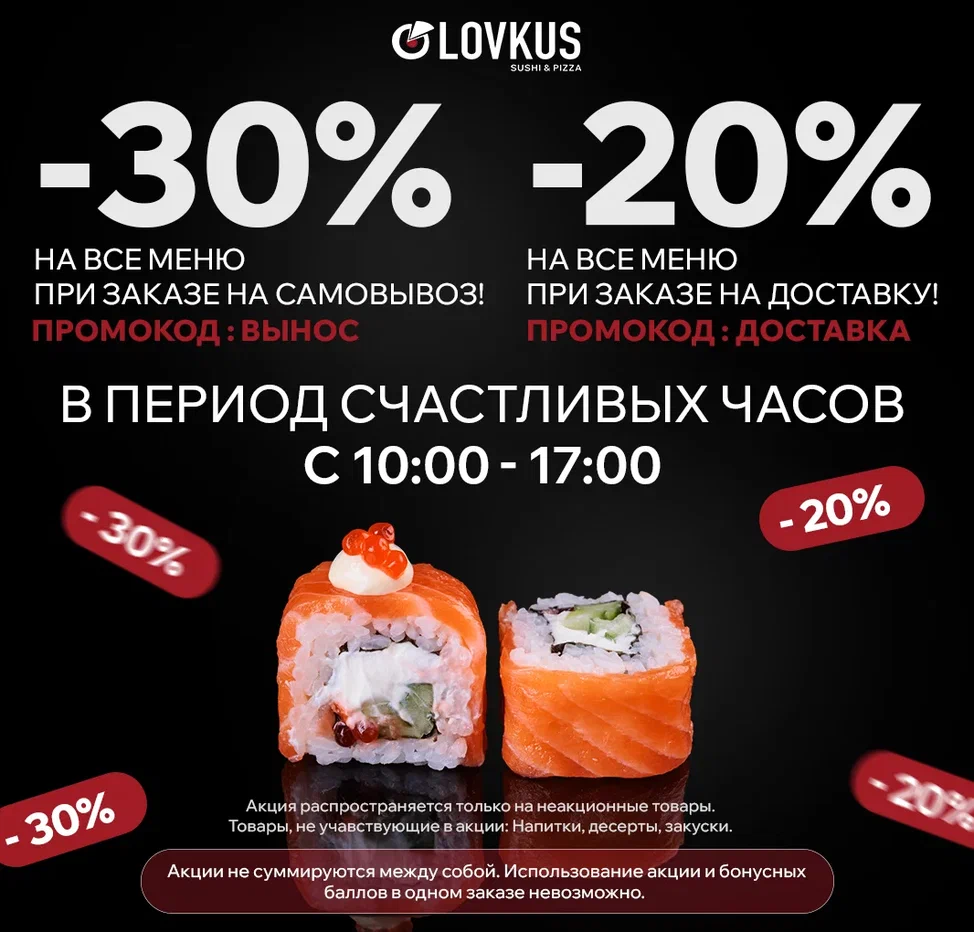 LOVKUS
SUSHI & PIZZA
-30%
НА ВСЕ МЕНЮ
ПРИ ЗАКАЗЕ НА САМОВЫВОЗ!
ПРОМОКОД : ВЫНОС
-20%
НА ВСЕ МЕНЮ
ПРИ ЗАКАЗЕ НА ДОСТАВКУ!
ПРОМОКОД : ДОСТАВКА
В ПЕРИОД СЧАСТЛИВЫХ ЧАСОВ
С 10:00 - 17:00
- 30%
- 20%
- 30%
- 20%
Акция распространяется только на неакционные товары.
Товары, не учавствующие в акции: Напитки, десерты, закуски.
Акции не суммируются между собой. Использование акции и бонусных
баллов в одном заказе невозможно.